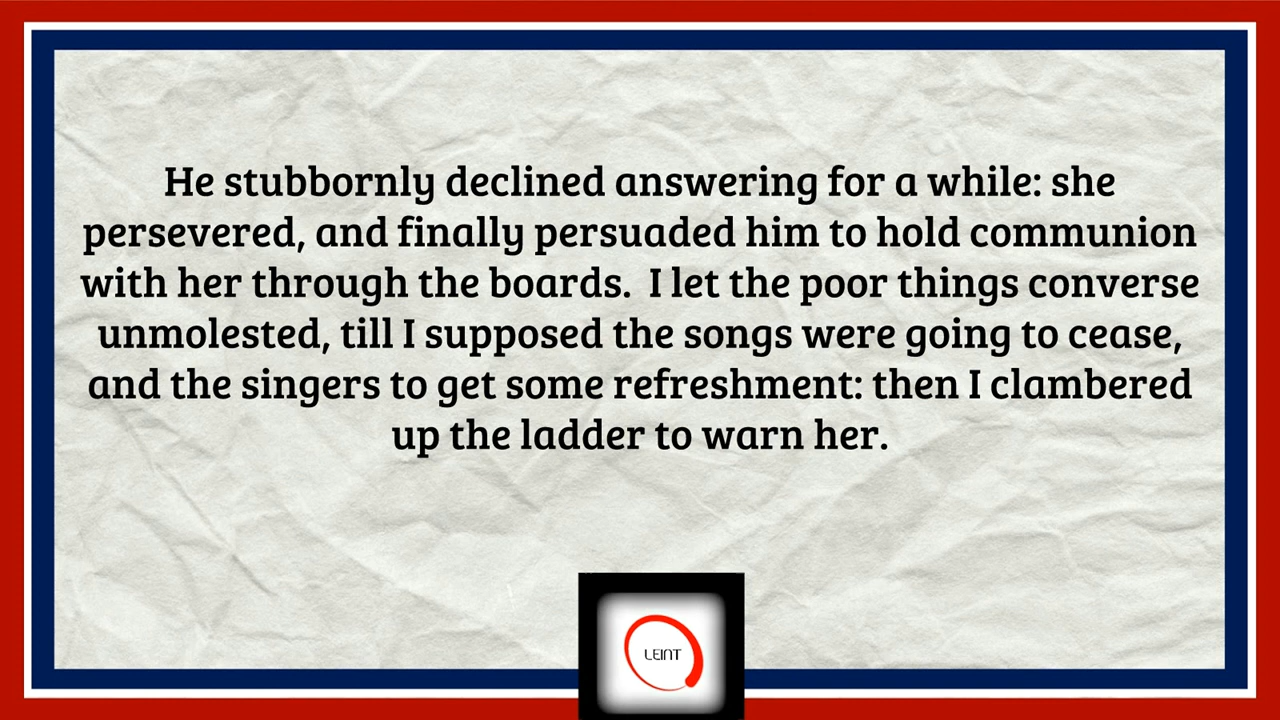 He stubbornly declined answering for a while: she
persevered, and finally persuaded him to hold communion
with her through the boards.  I let the poor things converse
unmolested, till I supposed the songs were going to cease,
and the singers to get some refreshment: then I clambered
up the ladder to warn her.
LEINT